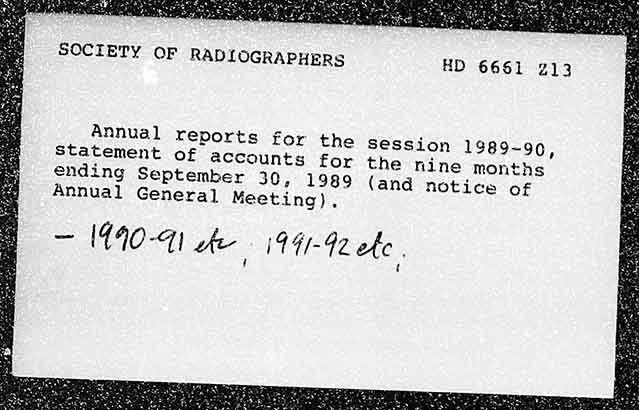 SOCIETY OF RADIOGRAPHERS HD 6661 Z13
Annual reports for the session 1989-90,
statement of accounts for the nine months
ending September 30, 1989 (and notice of
Annual General Meeting).
- 1990-91 etc, 1991-92 etc,